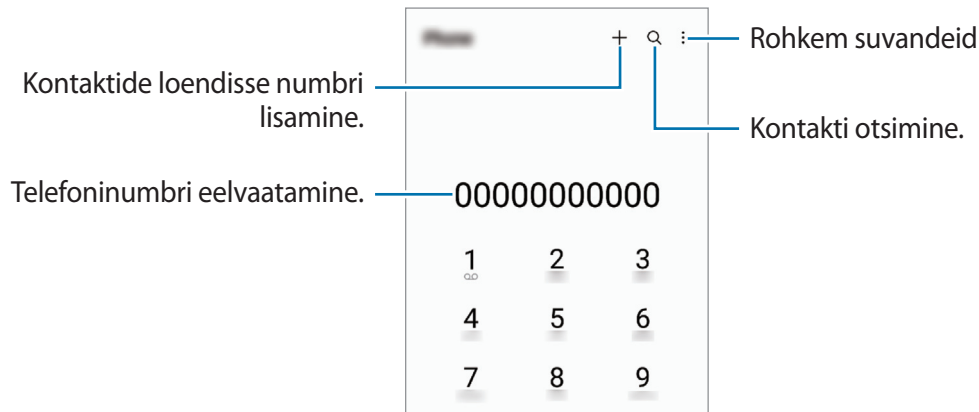 Rohkem suvandeid
Kontaktide loendisse numbri
lisamine.
Kontakti otsimine.
Telefoninumbri eelvaatamine.
00000000000
1 2 3
4 5 6
7 8 9